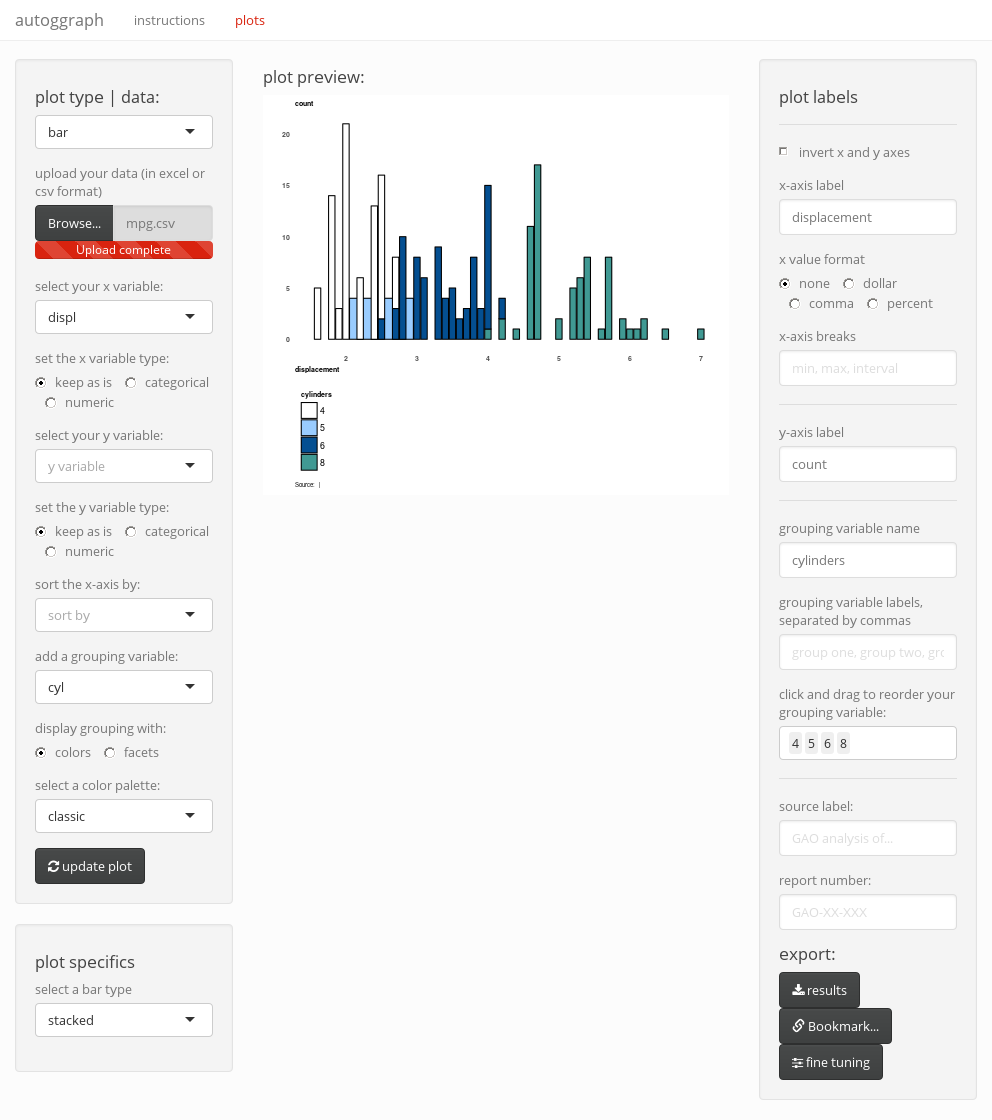 autoggraph instructions plots
plot type | data:
bar
upload your data (in excel or
csv format)
Browse... mpg.csv
Upload complete
select your x variable:
displ
set the x variable type:
keep as is categorical
numeric
select your y variable:
y variable
set the y variable type:
keep as is categorical
numeric
sort the x-axis by:
sort by
add a grouping variable:
cyl
display grouping with:
colors facets
select a color palette:
classic
update plot
plot specifics
select a bar type
stacked
plot preview:
count
20
15
10
5
0
2 3 4 5 6 7
displacement
cylinders
4
5
6
8
Source: |
plot labels
invert x and y axes
x-axis label
displacement
x value format
none dollar
comma percent
x-axis breaks
min, max, interval
y-axis label
count
grouping variable name
cylinders
grouping variable labels,
separated by commas
group one, group two, gro
click and drag to reorder your
grouping variable:
4 5 6 8
source label:
GAO analysis of...
report number:
GAO-XX-XXX
export:
results
Bookmark...
fine tuning